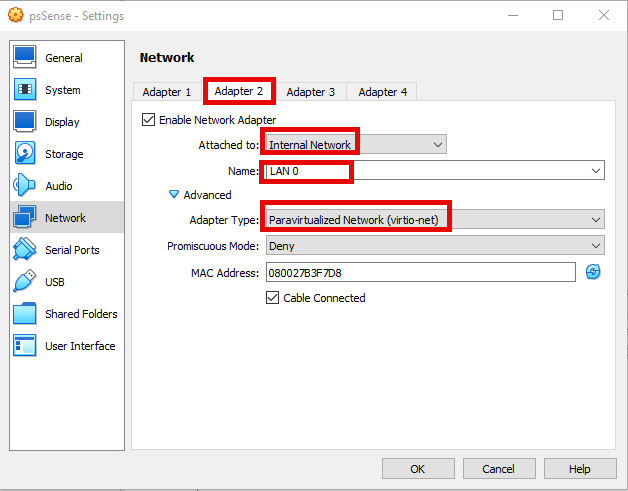 psSense - Settings
General
System
Display
Storage
Audio
Network
Serial Ports
USB
Shared Folders
User Interface
Network
Adapter 1 Adapter 2 Adapter 3 Adapter 4
Enable Network Adapter
Attached to: Internal Network
Name: LAN 0
Advanced
Adapter Type: Paravirtualized Network (virtio-net)
Promiscuous Mode: Deny
MAC Address: 080027B3F7D8
Cable Connected
OK Cancel Help